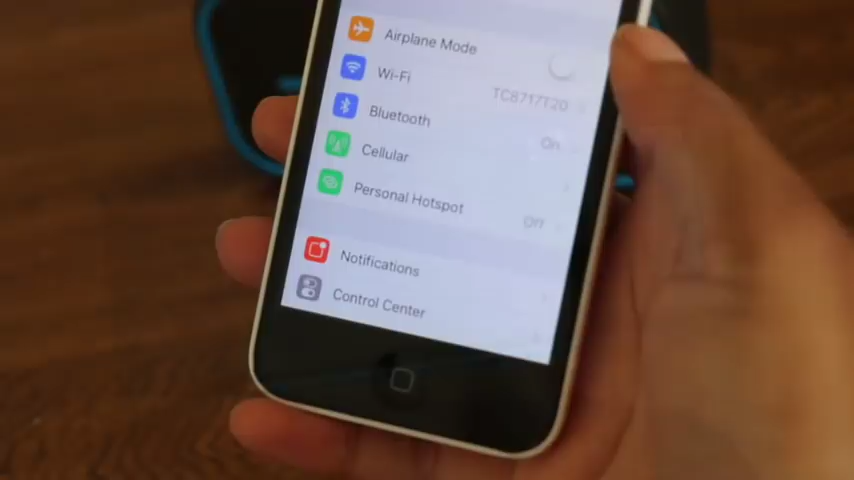 Airplane Mode
Wi-Fi TC8717T20
Bluetooth On
Cellular
Personal Hotspot Off
Notifications
Control Center